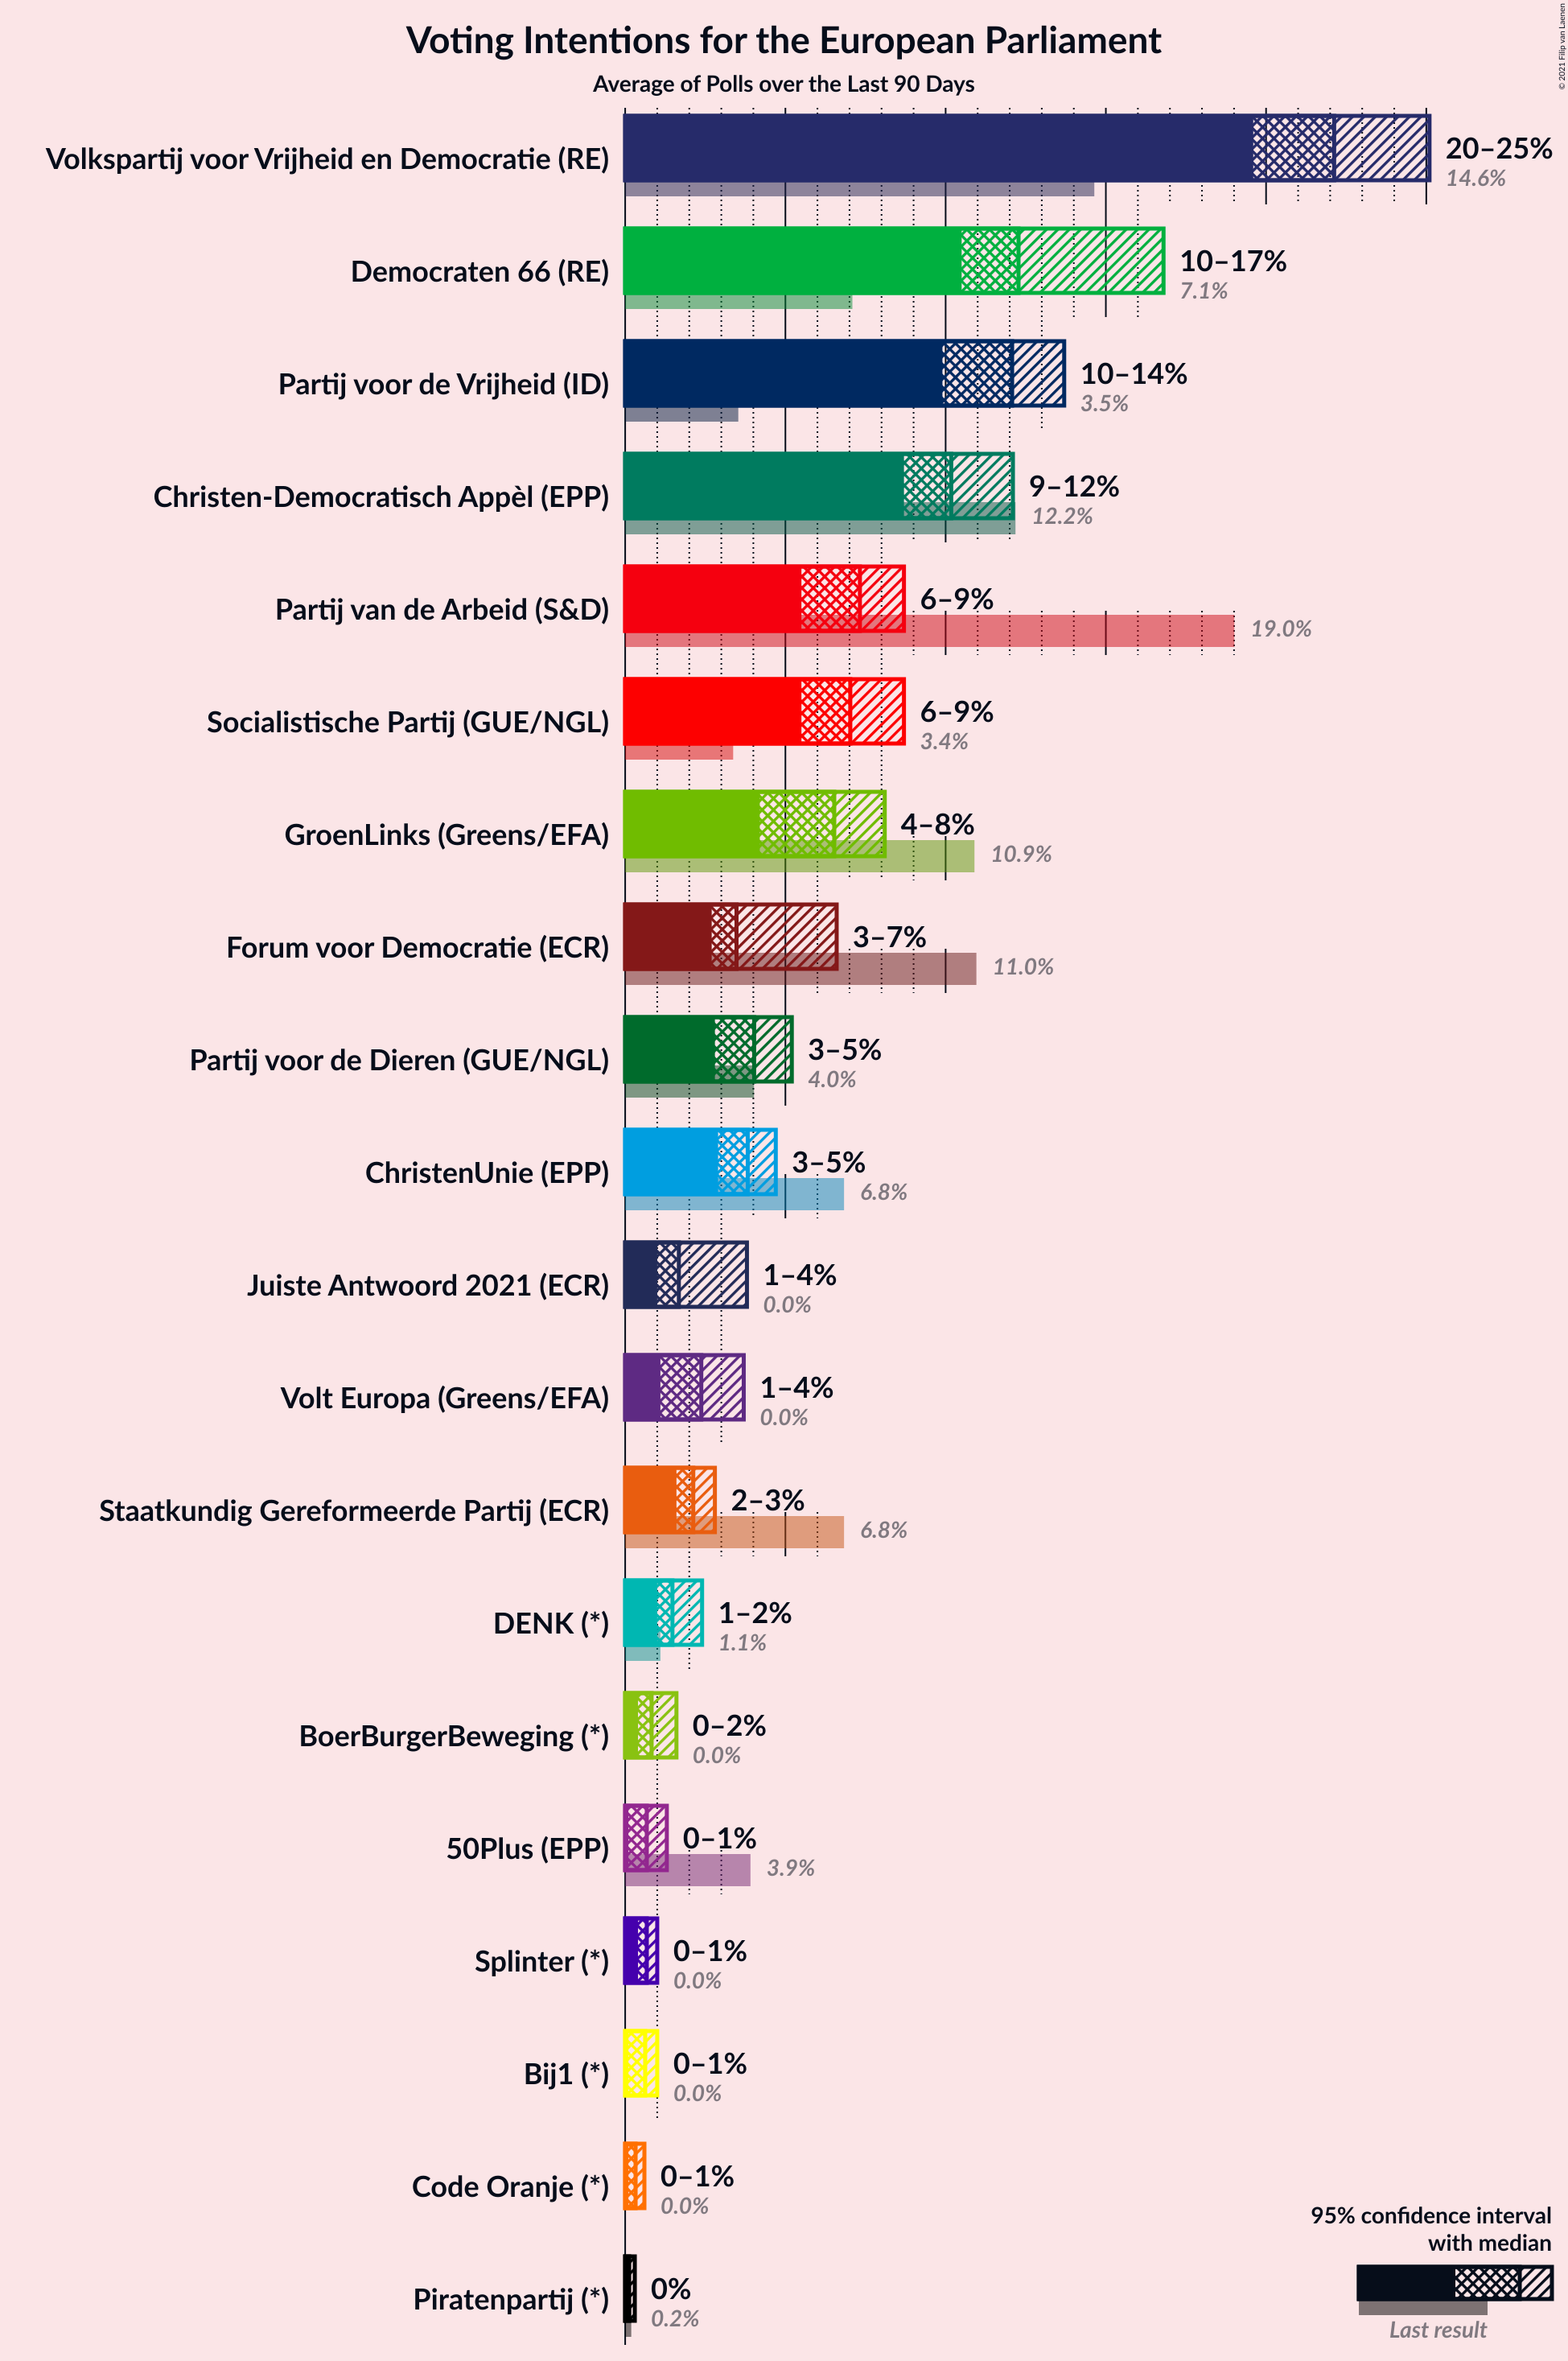 Voting Intentions for the European Parliament
Average of Polls over the Last 90 Days
© 2021 Filip van Laenen
Volkspartij voor Vrijheid en Democratie (RE)
20–25%
14.6%
Democraten 66 (RE)
10–17%
7.1%
Partij voor de Vrijheid (ID)
10–14%
3.5%
Christen-Democratisch Appèl (EPP)
9–12%
12.2%
Partij van de Arbeid (S&D)
6–9%
19.0%
Socialistische Partij (GUE/NGL)
6–9%
3.4%
GroenLinks (Greens/EFA)
4–8%
10.9%
Forum voor Democratie (ECR)
3–7%
11.0%
Partij voor de Dieren (GUE/NGL)
3–5%
4.0%
ChristenUnie (EPP)
3–5%
6.8%
Juiste Antwoord 2021 (ECR)
1–4%
0.0%
Volt Europa (Greens/EFA)
1–4%
0.0%
Staatkundig Gereformeerde Partij (ECR)
2–3%
6.8%
DENK (*)
1–2%
1.1%
BoerBurgerBeweging (*)
0–2%
0.0%
50Plus (EPP)
0–1%
3.9%
Splinter (*)
0–1%
0.0%
Bij1 (*)
0–1%
0.0%
Code Oranje (*)
0–1%
0.0%
Piratenpartij (*)
0%
0.2%
95% confidence interval
with median
Last result